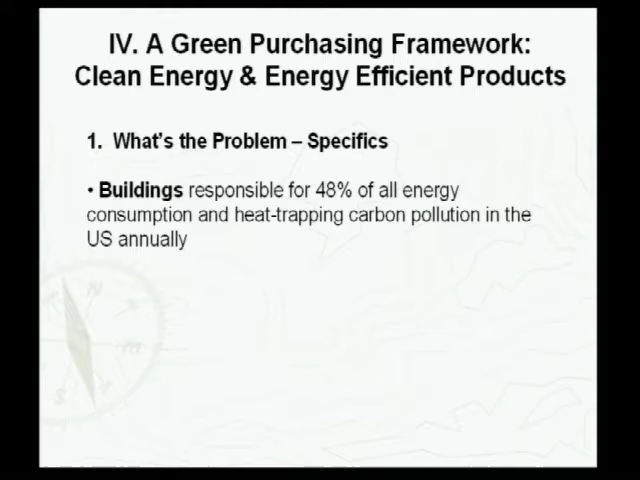 IV. A Green Purchasing Framework:
Clean Energy & Energy Efficient Products
1. What's the Problem – Specifics
• Buildings responsible for 48% of all energy
consumption and heat-trapping carbon pollution in the
US annually
N
m
S